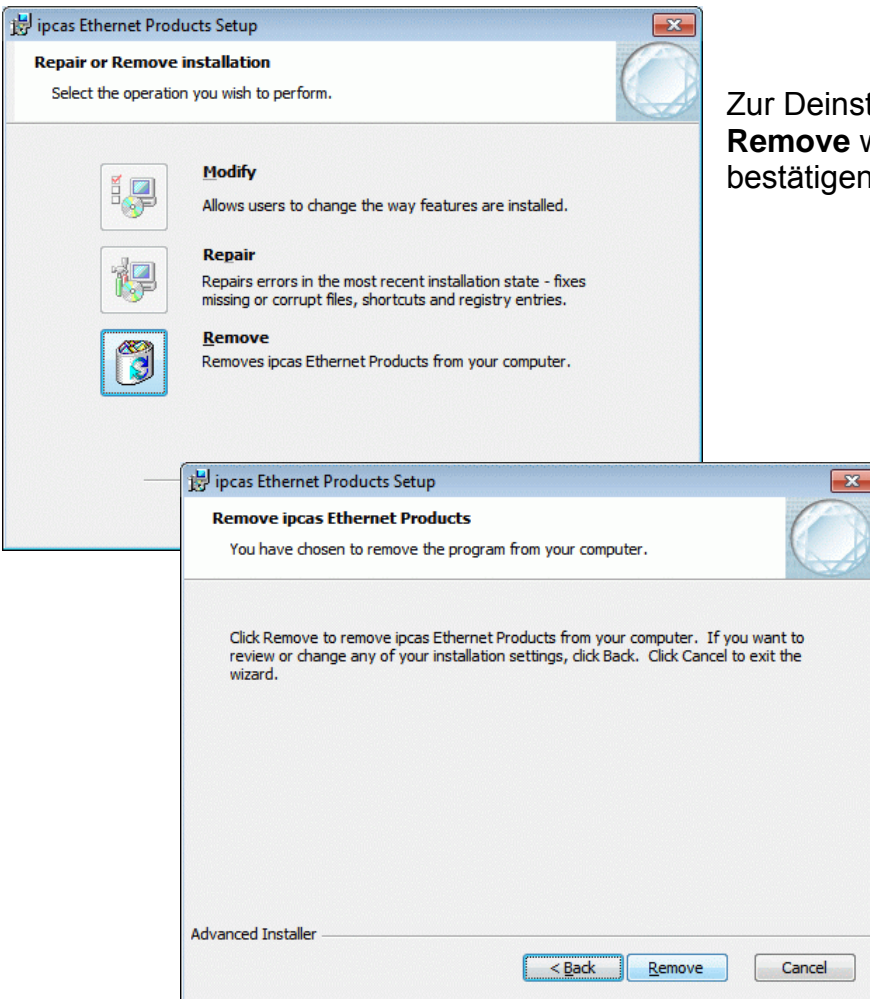 ipcas Ethernet Products Setup
Repair or Remove installation
Select the operation you wish to perform.
Zur
Remove
bestätigen
Modify
Allows users to change the way features are installed.
Repair
Repairs errors in the most recent installation state - fixes
missing or corrupt files, shortcuts and registry entries.
Remove
Removes ipcas Ethernet Products from your computer.
ipcas Ethernet Products Setup
Remove ipcas Ethernet Products
You have chosen to remove the program from your computer.
Click Remove to remove ipcas Ethernet Products from your computer. If you want to
review or change any of your installation settings, click Back. Click Cancel to exit the
wizard.
Advanced Installer
< Back
Remove
Cancel